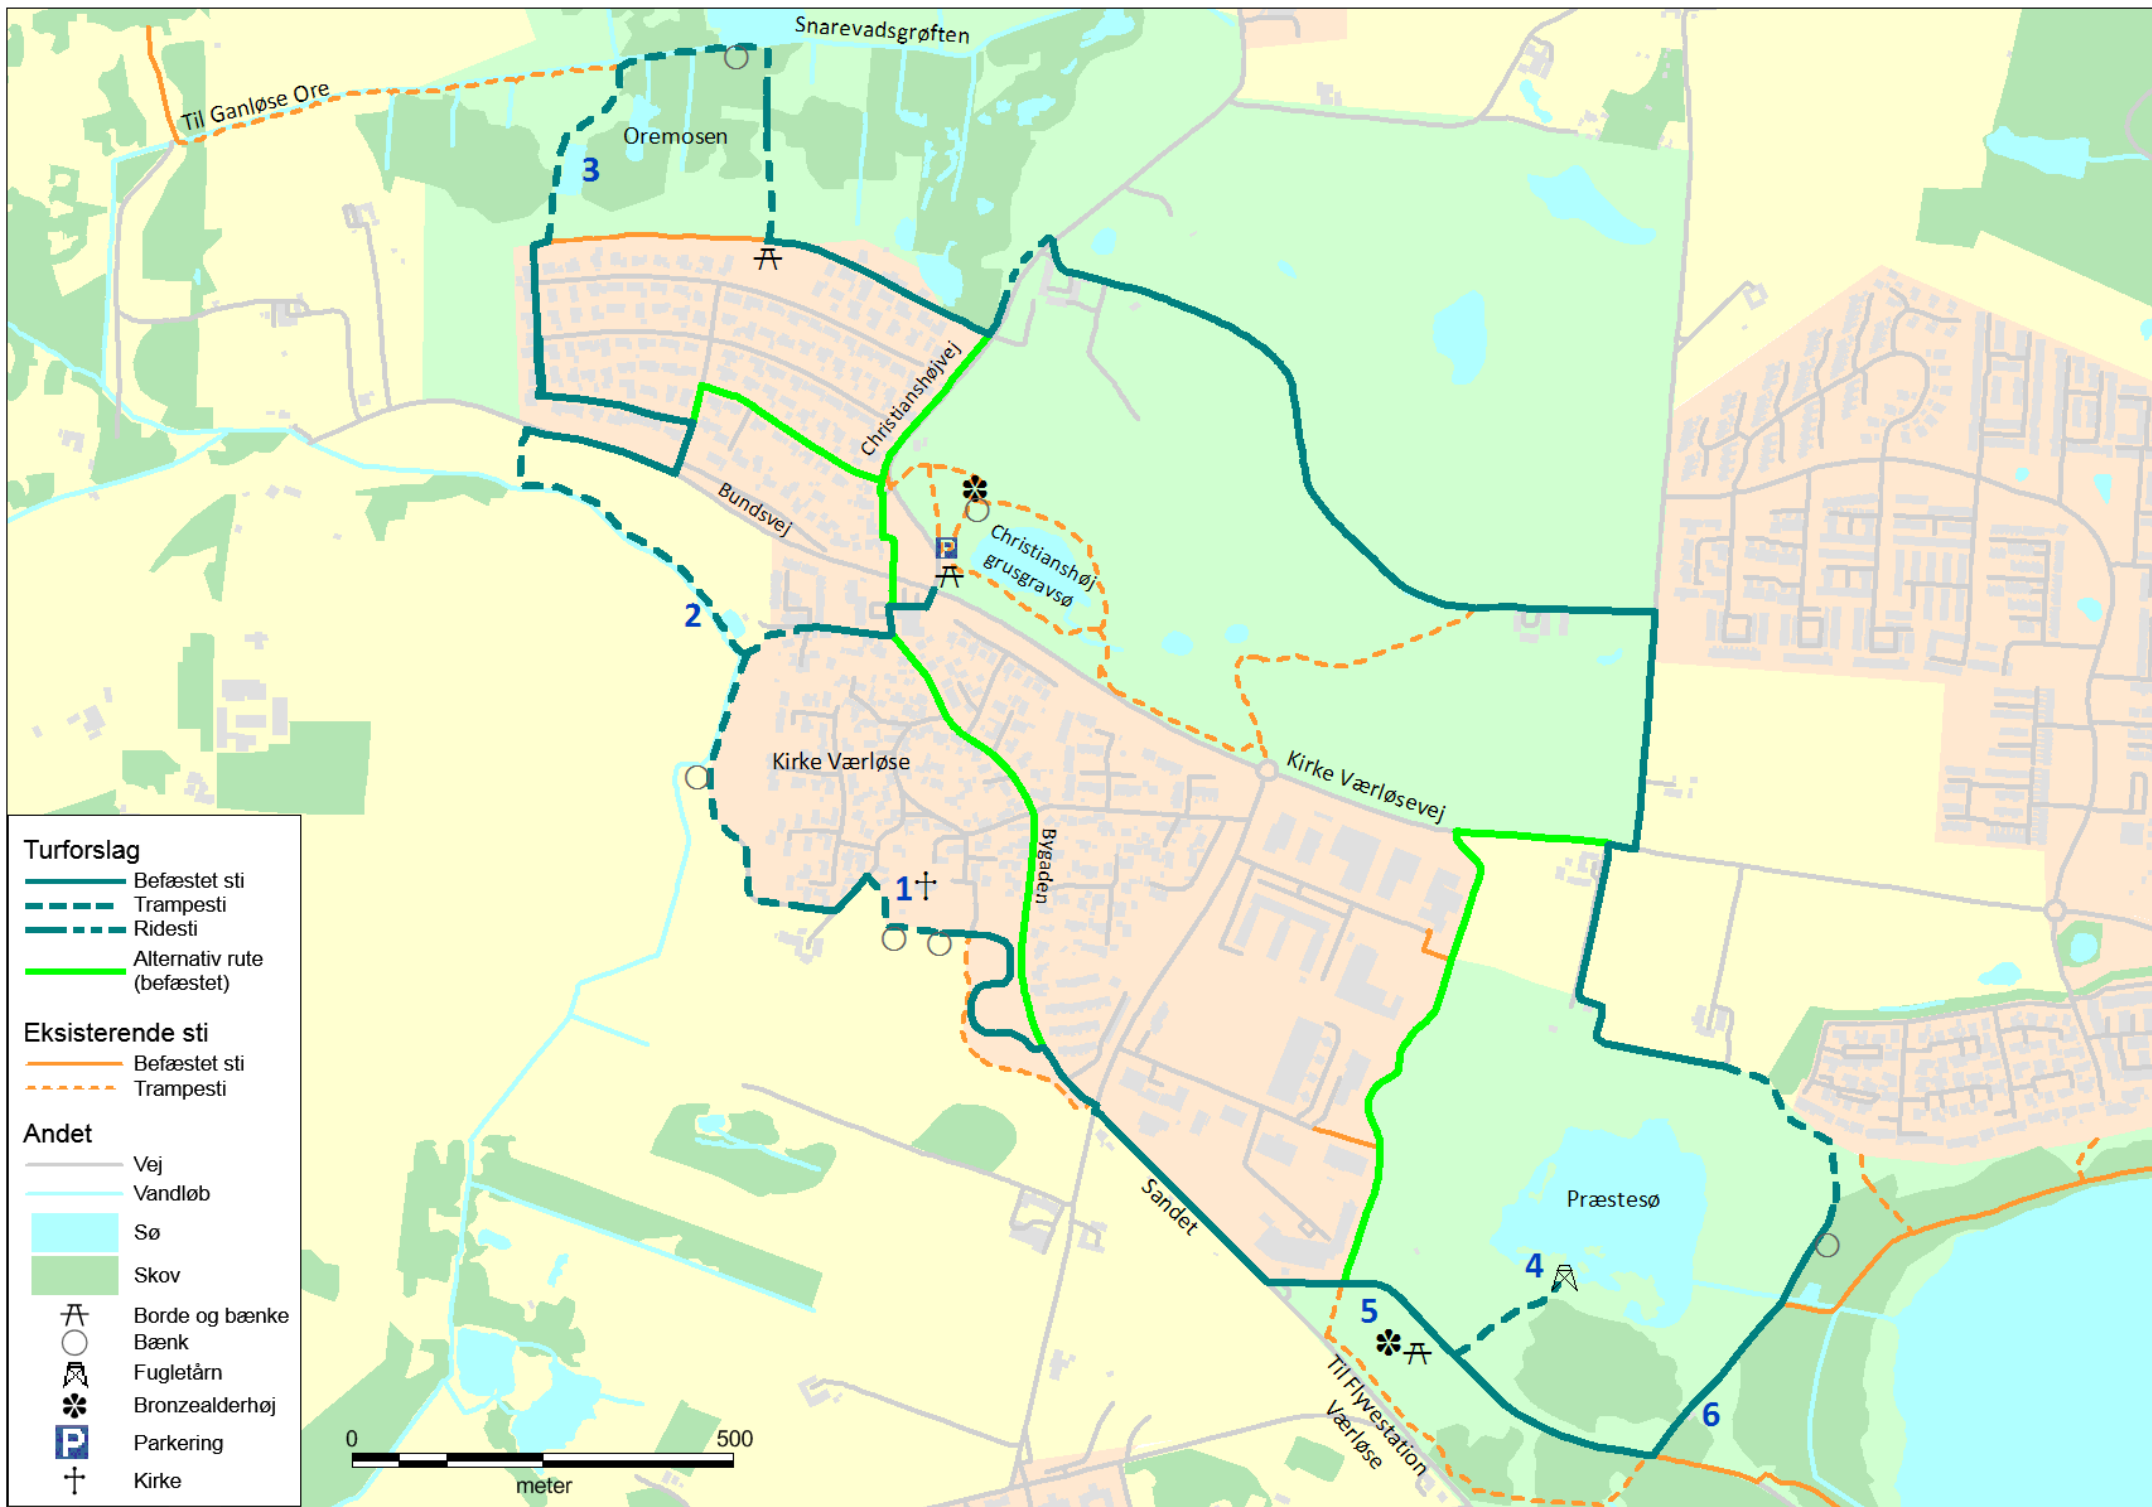 Snarevadsgrøften
Til Ganløse Ore
Oremosen
3
Christianshøjvej
Bundsvej
P
Christianshøj
grusgravsø
2
Kirke Værløse
Kirke Værløsevej
Bygaden
1
Sandet
Præstesø
4
5
6
Til Flyvestation
Værløse
Turforslag
Befæstet sti
Trampesti
Ridesti
Alternativ rute
(befæstet)
Eksisterende sti
Befæstet sti
Trampesti
Andet
Vej
Vandløb
Sø
Skov
Borde og bænke
Bænk
Fugletårn
Bronzealderhøj
P Parkering
Kirke
0 500
meter